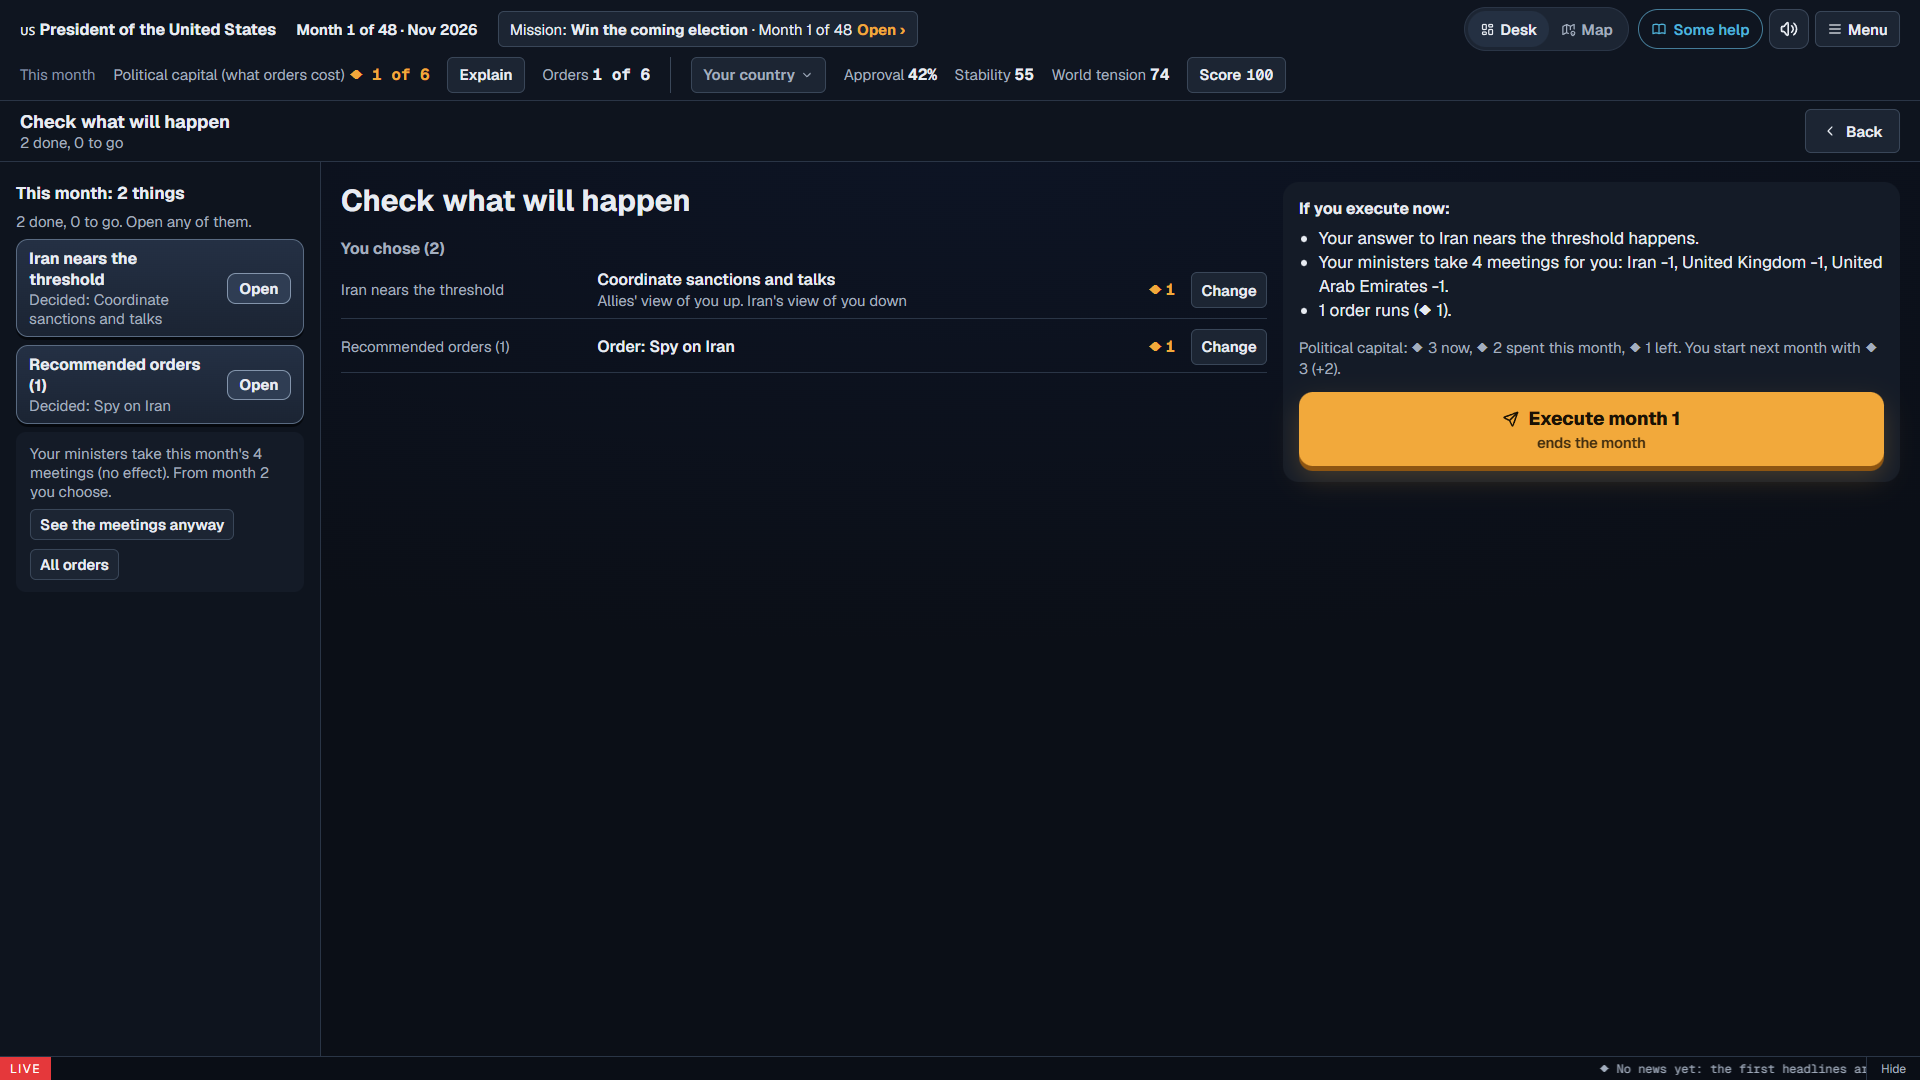 US President of the United States
Month 1 of 48 · Nov 2026
Mission: Win the coming election · Month 1 of 48 Open ›
Desk
Map
Some help
Menu
This month
Political capital (what orders cost) ◆ 1 of 6
Explain
Orders 1 of 6
Your country
Approval 42%
Stability 55
World tension 74
Score 100
Check what will happen
2 done, 0 to go
Back
This month: 2 things
2 done, 0 to go. Open any of them.
Iran nears the
threshold
Decided: Coordinate
sanctions and talks
Open
Recommended orders
(1)
Decided: Spy on Iran
Open
Your ministers take this month's 4
meetings (no effect). From month 2
you choose.
See the meetings anyway
All orders
Check what will happen
You chose (2)
Iran nears the threshold
Coordinate sanctions and talks
Allies' view of you up. Iran's view of you down
◆ 1
Change
Recommended orders (1)
Order: Spy on Iran
◆ 1
Change
If you execute now:
• Your answer to Iran nears the threshold happens.
• Your ministers take 4 meetings for you: Iran -1, United Kingdom -1, United
Arab Emirates -1.
• 1 order runs (◆ 1).
Political capital: ◆ 3 now, ◆ 2 spent this month, ◆ 1 left. You start next month with ◆
3 (+2).
Execute month 1
ends the month
LIVE
◆ No news yet: the first headlines
Hide